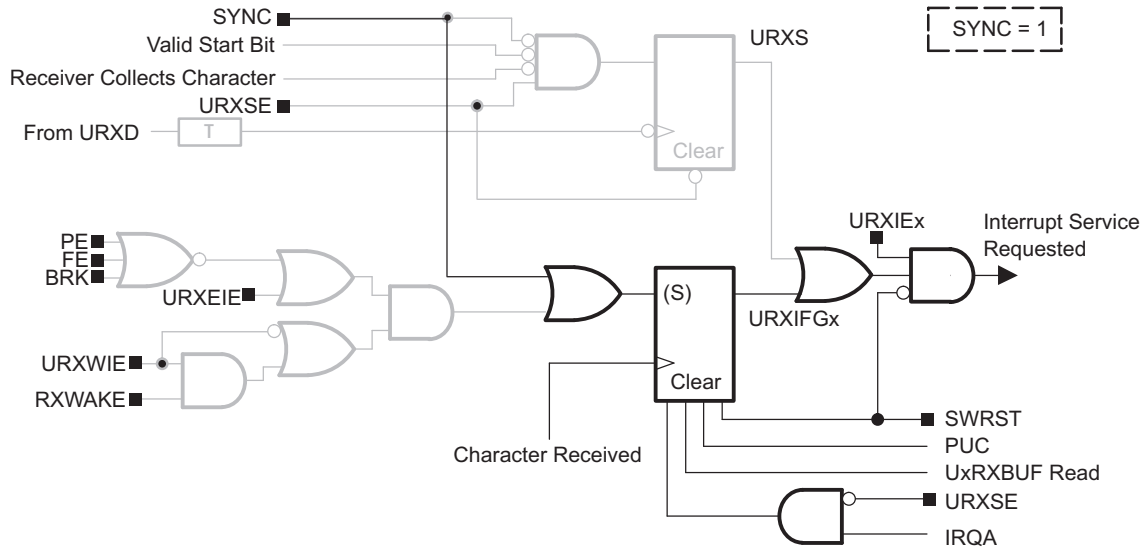 SYNC
SYNC = 1
Valid Start Bit
URXS
Receiver Collects Character
URXSE
From URXD
T
Clear
URXIEx
Interrupt Service
Requested
PE
FE
BRK
URXEIE
(S)
URXIFGx
URXWIE
Clear
RXWAKE
SWRST
Character Received
PUC
UxRXBUF Read
URXSE
IRQA